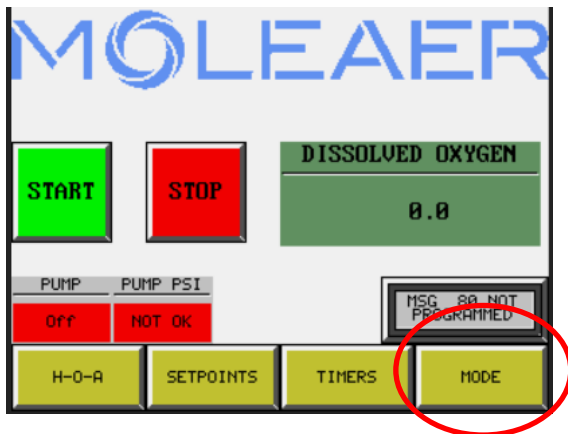 MOLEAER
START
STOP
DISSOLVED OXYGEN
0.0
PUMP
PUMP PSI
Off
NOT OK
MSG 80 NOT
PROGRAMMED
H-O-A
SETPOINTS
TIMERS
MODE